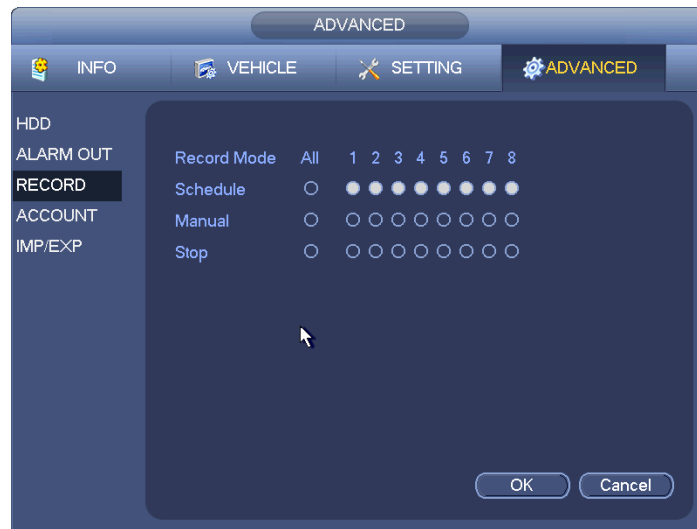 ADVANCED
INFO VEHICLE SETTING ADVANCED
HDD
ALARM OUT
RECORD
ACCOUNT
IMP/EXP
Record Mode All 1 2 3 4 5 6 7 8
Schedule
Manual
Stop
OK Cancel